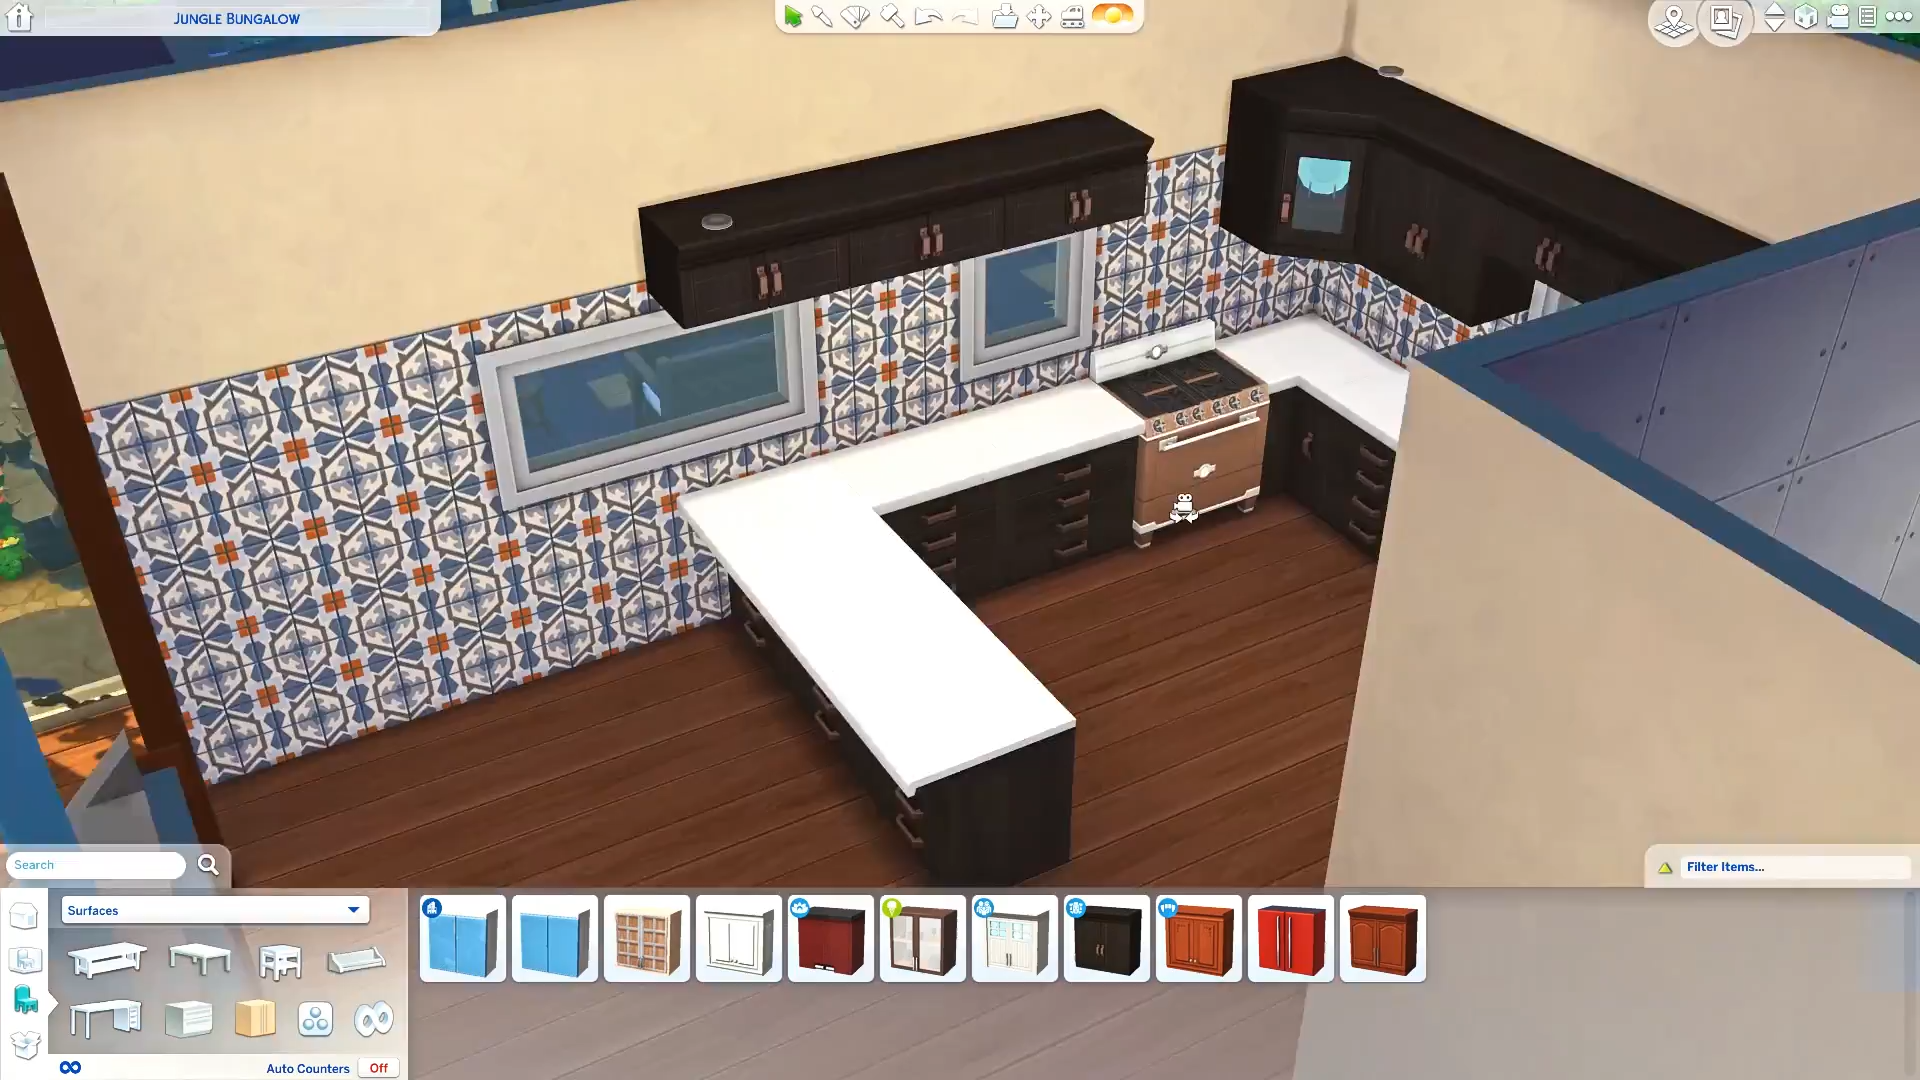 JUNGLE BUNGALOW
Search
Filter Items...
Surfaces
Auto Counters Off